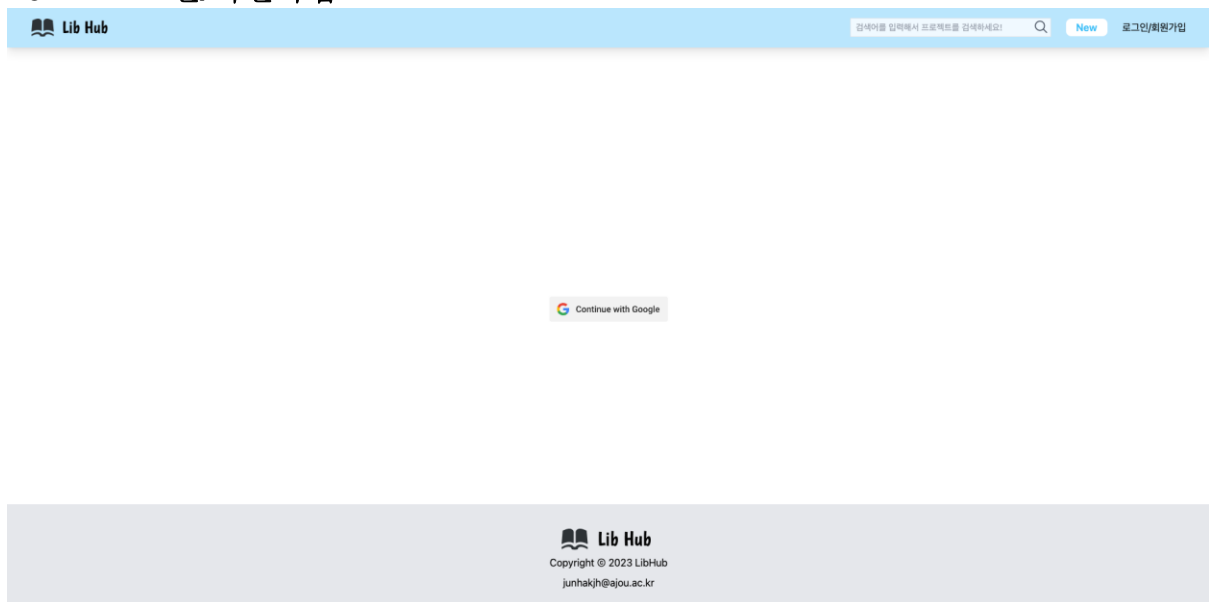 Lib Hub
검색어를 입력해서 프로젝트를 검색하세요!
New
로그인/회원가입
Continue with Google
Lib Hub
Copyright © 2023 LibHub
junhakjh@ajou.ac.kr